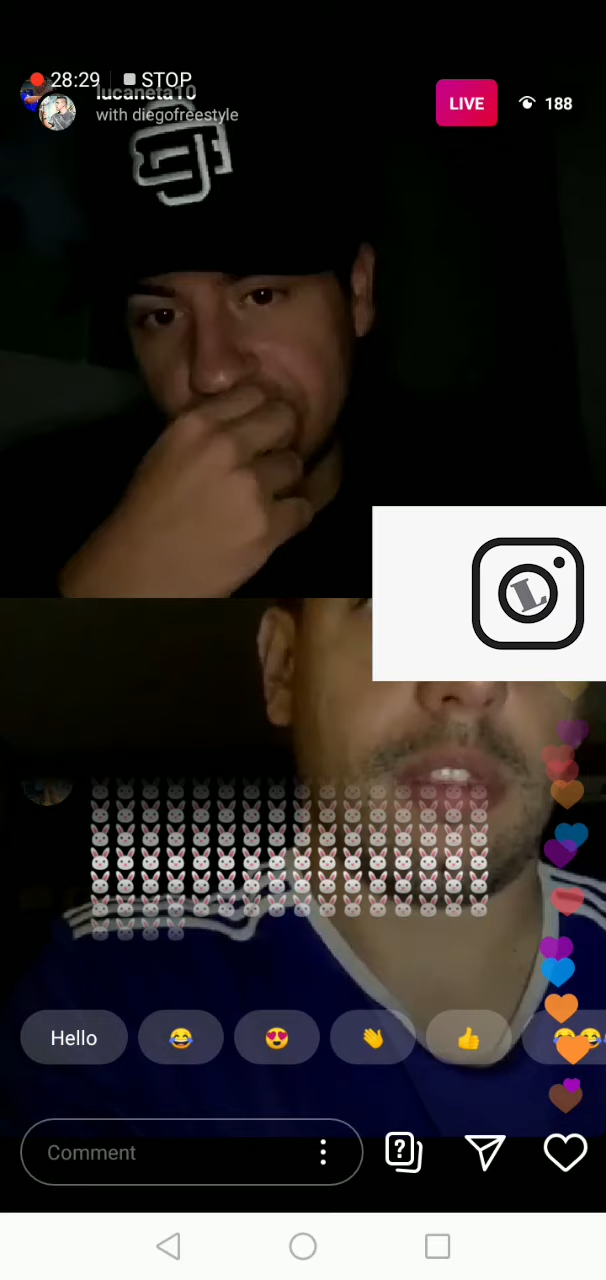 28:29 STOP
lucaneta10
with diegofreestyle
LIVE
188
L
Hello
Comment
?